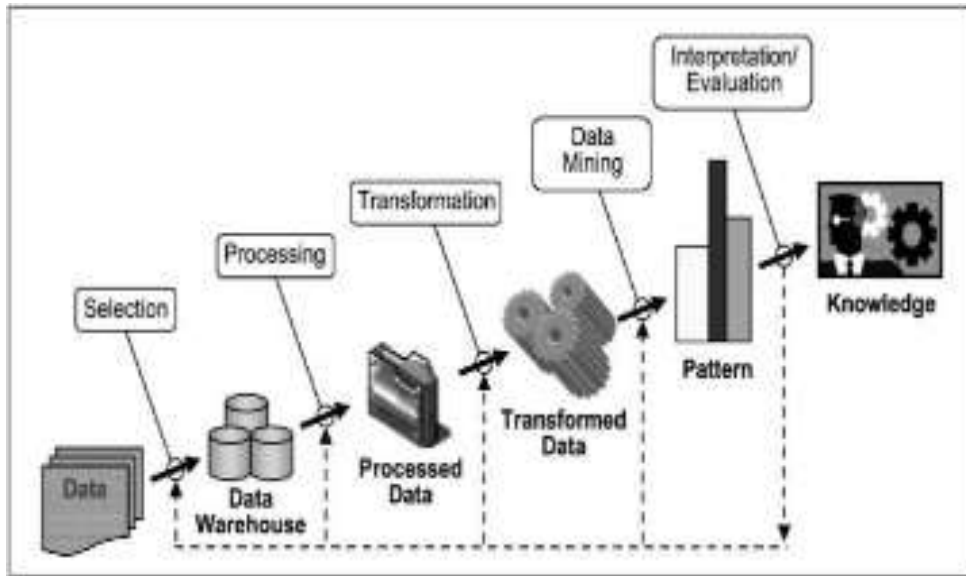 Interpretation/
Evaluation
Data
Mining
Transformation
Processing
Selection
Knowledge
Pattern
Transformed
Data
Processed
Data
Data
Warehouse
Data